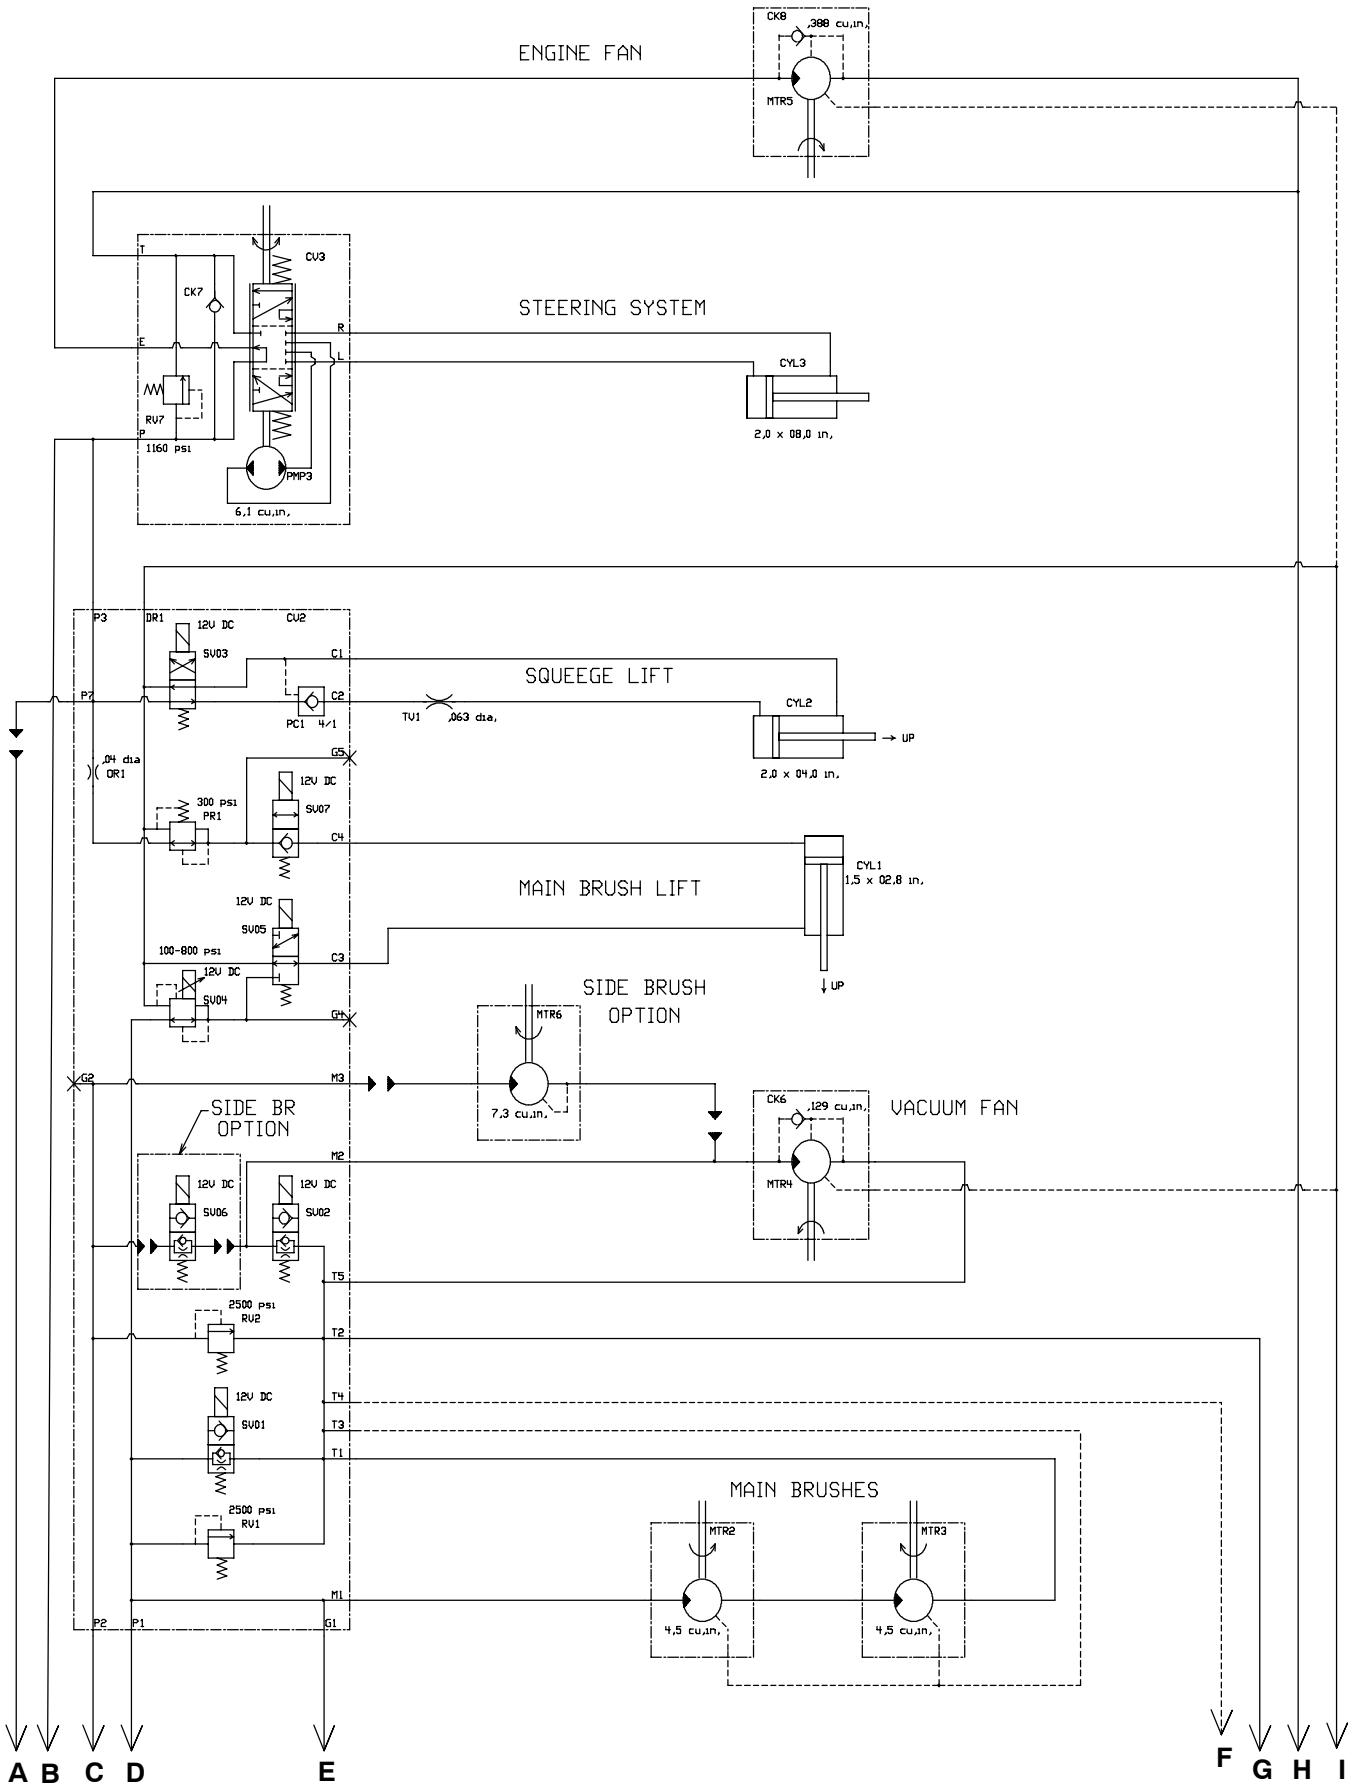 CK8
,388 cu,in,
ENGINE FAN
MTR5
T
CV3
CK7
STEERING SYSTEM
R
E
L
CYL3
RV7
P
1160 psi
2,0 x 08,0 in,
PMP3
6,1 cu,in,
P3
DR1
CV2
12V DC
SV03
C1
SQUEEGE LIFT
P7
C2
CYL2
PC1 4/1
TV1
,063 dia,
UP
G5
,04 dia
OR1
2,0 x 04,0 in,
12V DC
300 psi
SV07
PR1
C4
CYL1
1,5 x 02,8 in,
MAIN BRUSH LIFT
12V DC
SV05
100-800 psi
C3
12V DC
UP
SIDE BRUSH
OPTION
SV04
G4
MTR6
G2
M3
7,3 cu,in,
SIDE BR
OPTION
CK6
,129 cu,in,
VACUUM FAN
M2
12V DC
12V DC
MTR4
SV06
SV02
T5
2500 psi
RV2
T2
12V DC
T4
SV01
T3
T1
MAIN BRUSHES
2500 psi
RV1
MTR2
MTR3
M1
P2
P1
G1
4,5 cu,in,
4,5 cu,in,
A B C D E F G H I